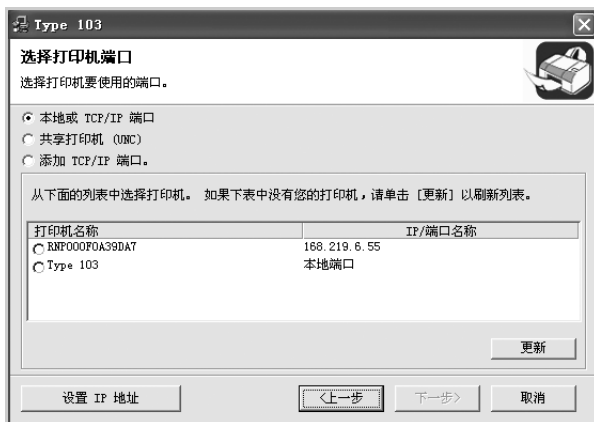 Type 103
选择打印机端口
选择打印机要使用的端口。
本地或 TCP/IP 端口
共享打印机 (UNC)
添加 TCP/IP 端口。
从下面的列表中选择打印机。 如果下表中没有您的打印机，请单击 [更新] 以刷新列表。
打印机名称 IP/端口名称
RNP000F0A39DA7 168.219.6.55
Type 103 本地端口
更新
设置 IP 地址 <上一步 下一步> 取消